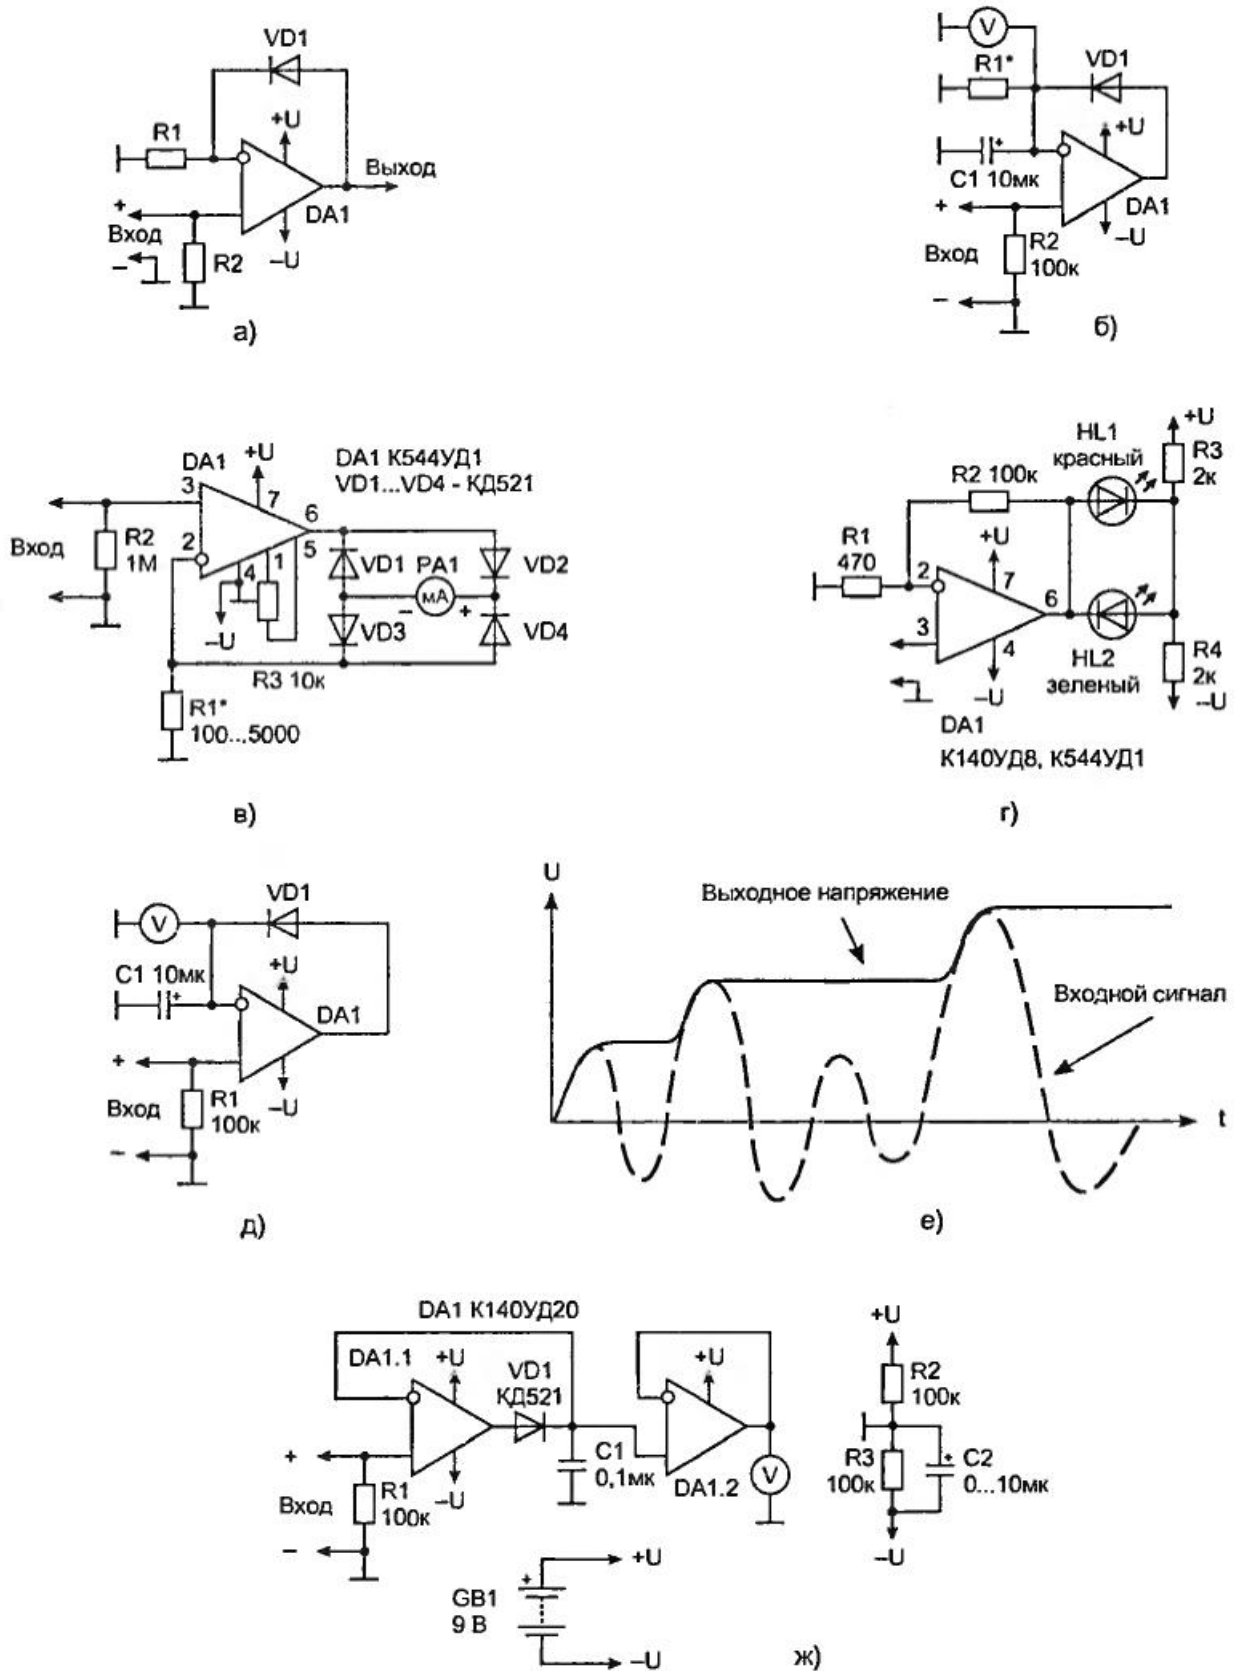 VD1
R1
+U
Выход
+
Вход
DA1
–
R2
–U
а)
V
R1*
VD1
+U
C1 10мк
+
DA1
+
–U
Вход
R2
100к
–
б)
DA1
+U
DA1 К544УД1
VD1...VD4 - КД521
3
7
6
2
5
Вход
R2
1М
4
1
VD1
PA1
VD2
мА
–
+
–U
VD3
VD4
R3 10к
R1*
100...5000
в)
+U
HL1
красный
R3
2к
R2 100к
R1
470
+U
2
7
6
3
4
HL2
зеленый
R4
2к
–U
–U
DA1
К140УД8, К544УД1
г)
VD1
V
C1 10мк
+
+U
DA1
+
R1
100к
–U
Вход
–
д)
U
Выходное напряжение
Входной сигнал
t
е)
DA1 К140УД20
DA1.1
+U
VD1
КД521
+U
+
C1
0,1мк
DA1.2
V
R1
100к
–U
Вход
–
+U
R2
100к
R3
100к
+
C2
0...10мк
–U
+U
+
GB1
9 В
–U
ж)